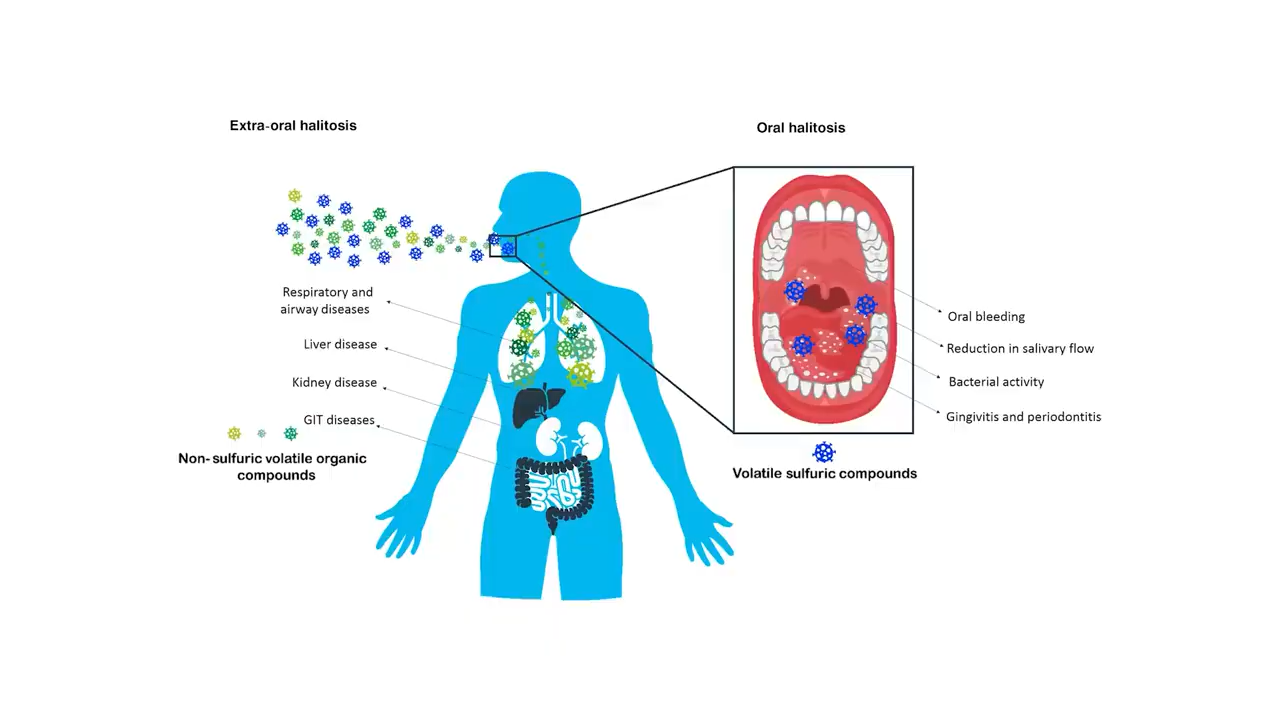 Extra-oral halitosis
Oral halitosis
Respiratory and
airway diseases
Liver disease
Kidney disease
GIT diseases
Non-sulfuric volatile organic
compounds
Oral bleeding
Reduction in salivary flow
Bacterial activity
Gingivitis and periodontitis
Volatile sulfuric compounds